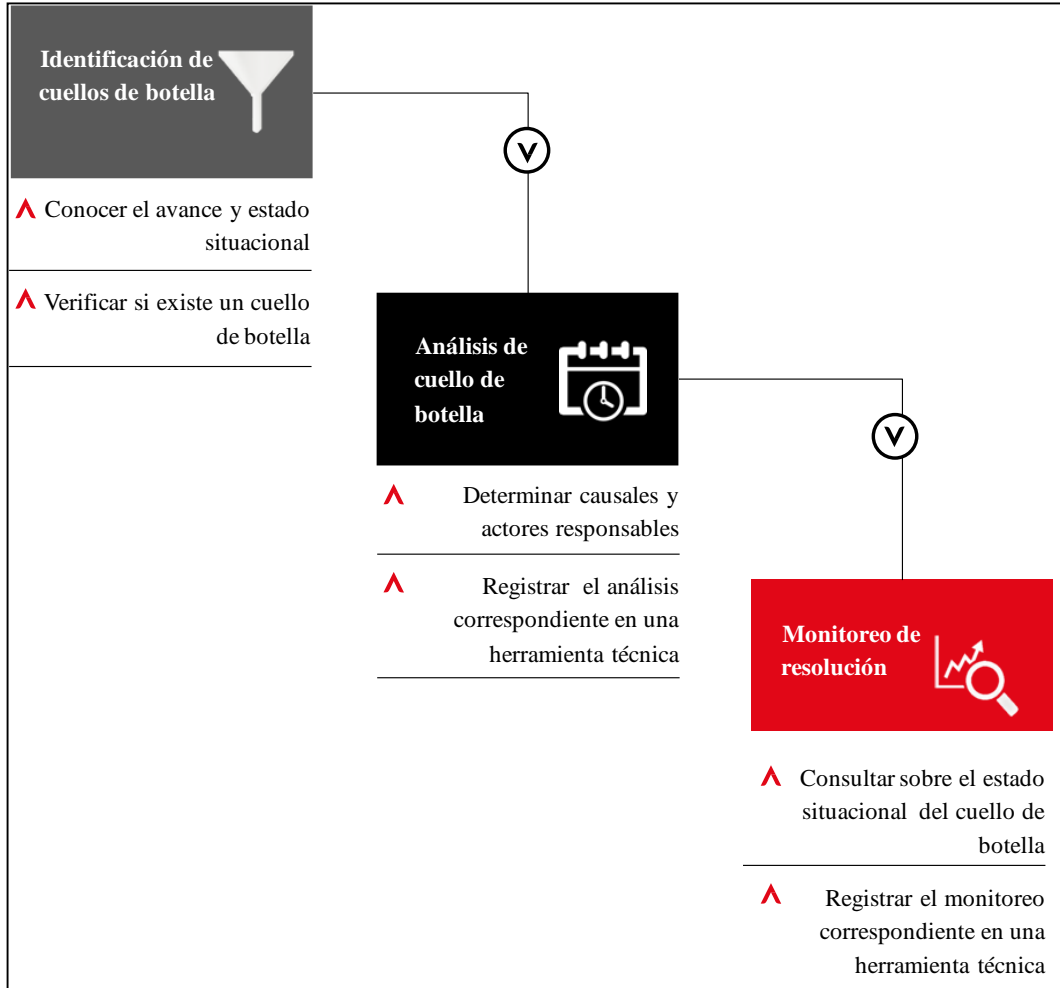 Identificación de
cuellos de botella
Conocer el avance y estado
situacional
Verificar si existe un cuello
de botella
Análisis de
cuello de
botella
Determinar causales y
actores responsables
Registrar el análisis
correspondiente en una
herramienta técnica
Monitoreo de
resolución
Consultar sobre el estado
situacional del cuello de
botella
Registrar el monitoreo
correspondiente en una
herramienta técnica